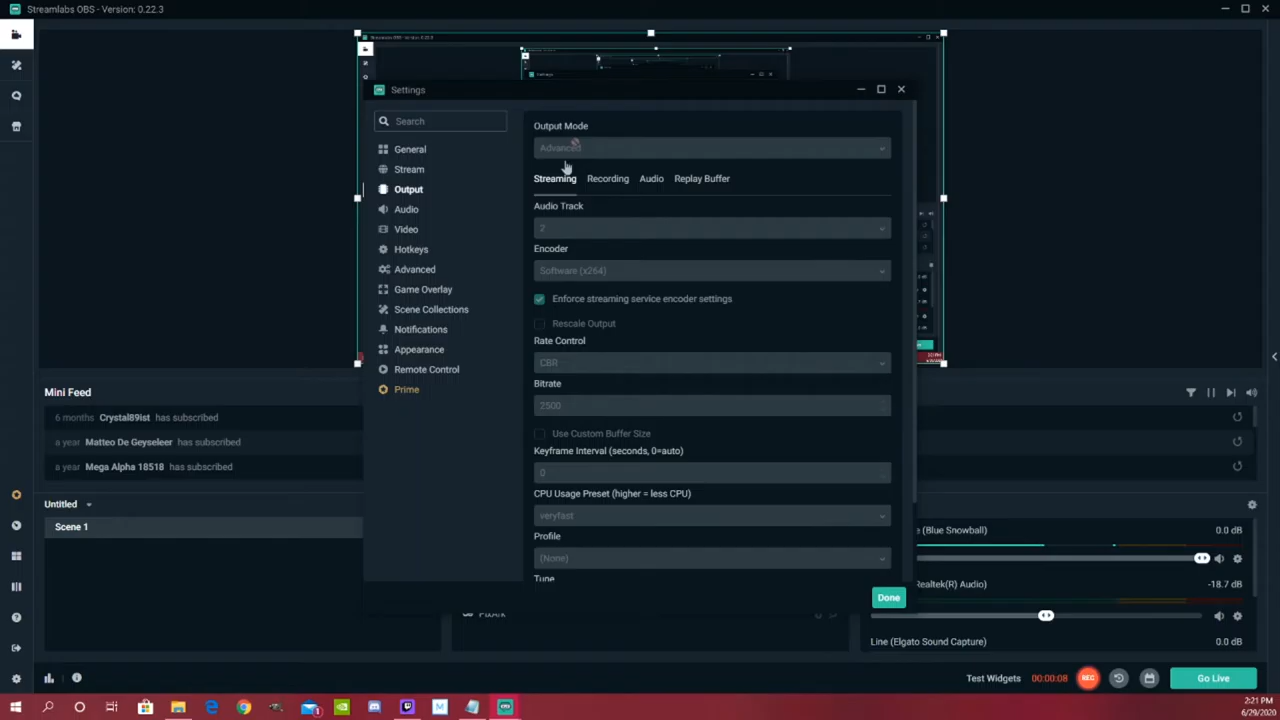 Streamlabs OBS - Version: 0.22.3
Settings
Search
General
Stream
Output
Audio
Video
Hotkeys
Advanced
Game Overlay
Scene Collections
Notifications
Appearance
Remote Control
Prime
Output Mode
Advanced
Streaming Recording Audio Replay Buffer
Audio Track
2
Encoder
Software (x264)
Enforce streaming service encoder settings
Rescale Output
Rate Control
CBR
Bitrate
2500
Use Custom Buffer Size
Keyframe Interval (seconds, 0=auto)
0
CPU Usage Preset (higher = less CPU)
veryfast
Profile
(None)
Tune
Done
Mini Feed
6 months Crystal89ist has subscribed
a year Matteo De Geyseleer has subscribed
a year Mega Alpha 18518 has subscribed
Untitled
Scene 1
PixArk
(Blue Snowball) 0.0 dB
Realtek(R) Audio) -18.7 dB
Line (Elgato Sound Capture) 0.0 dB
Test Widgets 00:00:08 REC Go Live
2:21 PM
6/29/2020